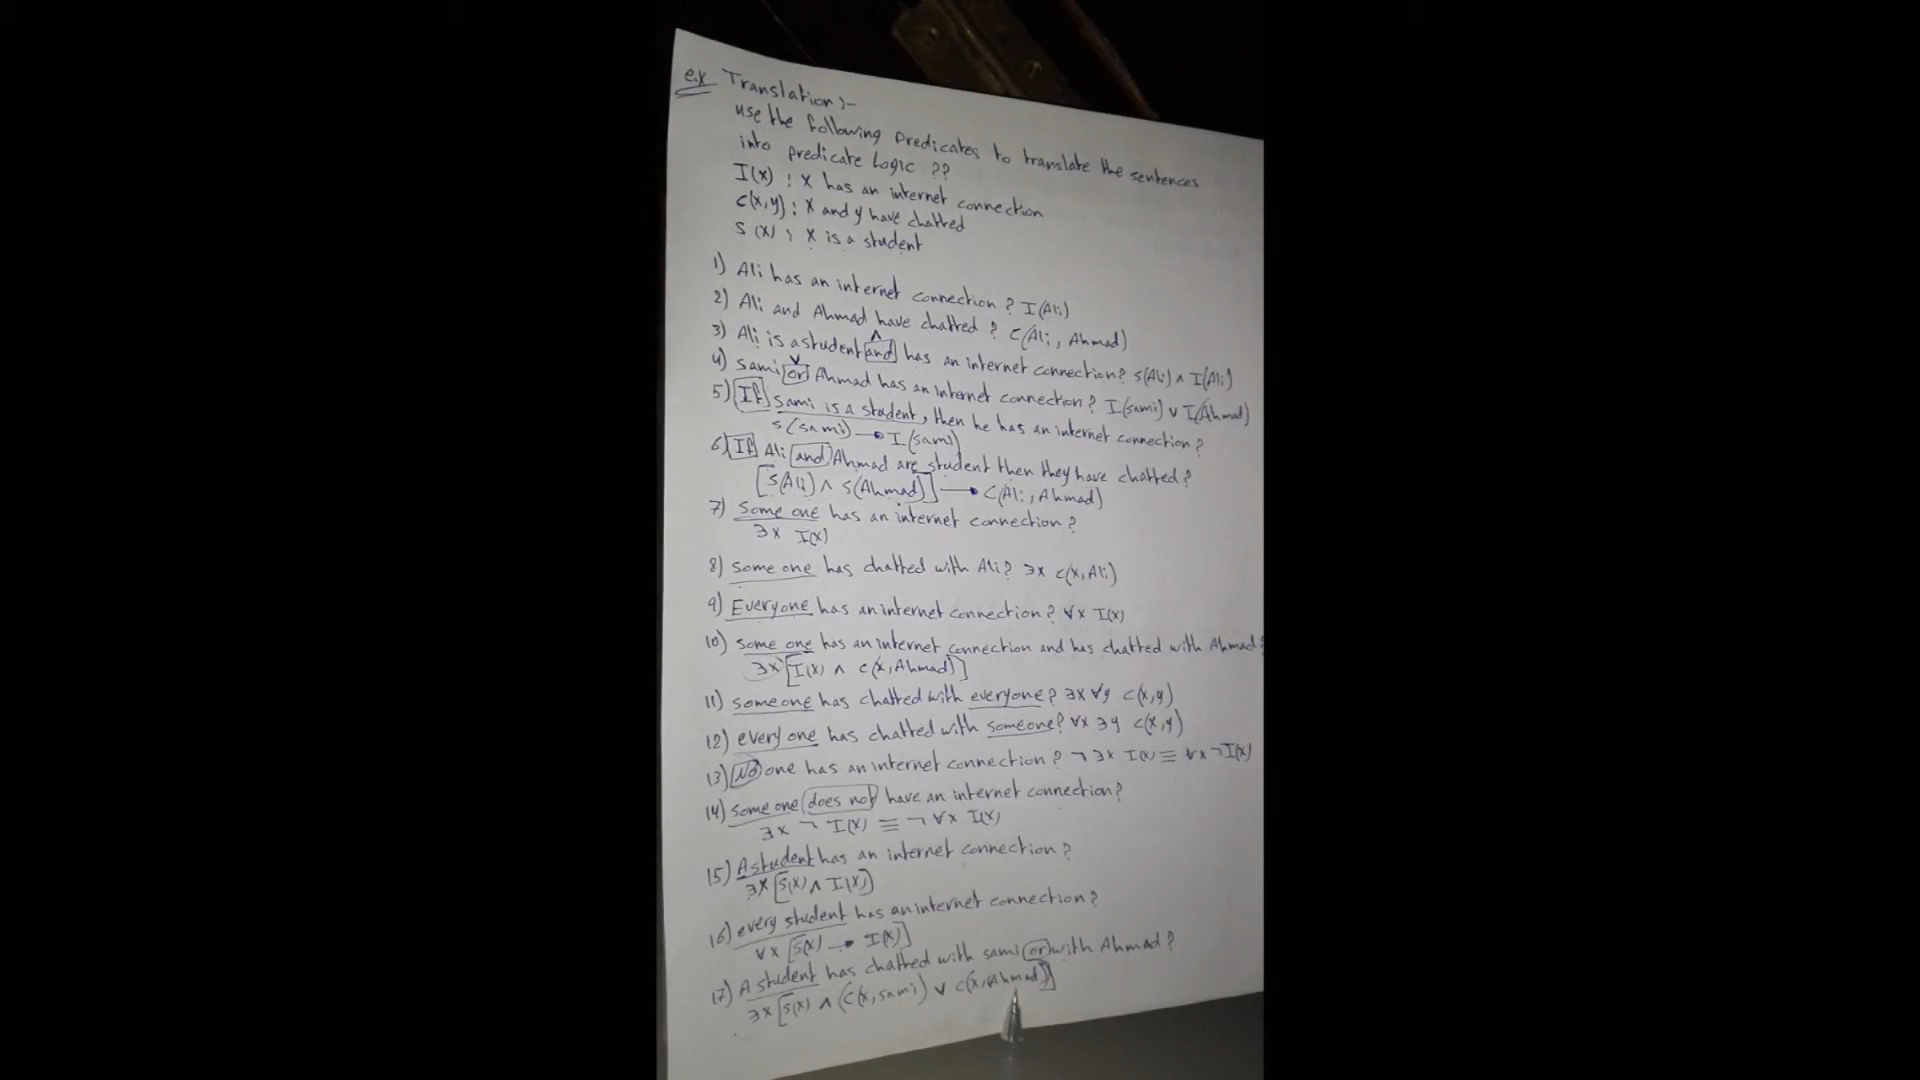 ex Translation:-
use the following predicates to translate the sentences
into predicate Logic ??
I(x) : x has an internet connection
C(x,y) : x and y have chatted
S(x) : x is a student
1) Ali has an internet connection ? I(Ali)
2) Ali and Ahmad have chatted ? C(Ali, Ahmad)
∧
3) Ali is a student and has an internet connection? S(Ali) ∧ I(Ali)
∨
4) Sami or Ahmad has an internet connection? I(sami) ∨ I(Ahmad)
5) If sami is a student, then he has an internet connection?
S(sami) → I(sami)
6) If Ali and Ahmad are student then they have chatted?
[S(Ali) ∧ S(Ahmad)] → C(Ali, Ahmad)
7) Some one has an internet connection?
∃x I(x)
8) Some one has chatted with Ali? ∃x C(x, Ali)
9) Everyone has an internet connection? ∀x I(x)
10) Some one has an internet connection and has chatted with Ahmad?
∃x [I(x) ∧ C(x, Ahmad)]
11) someone has chatted with everyone? ∃x ∀y C(x,y)
12) every one has chatted with someone? ∀x ∃y C(x,y)
13) No one has an internet connection? ¬∃x I(x) ≡ ∀x ¬I(x)
14) Some one does not have an internet connection?
∃x ¬I(x) ≡ ¬∀x I(x)
15) A student has an internet connection?
∃x [S(x) ∧ I(x)]
16) every student has an internet connection?
∀x [S(x) → I(x)]
17) A student has chatted with sami or with Ahmad?
∃x [S(x) ∧ (C(x, sami) ∨ C(x, Ahmad))]